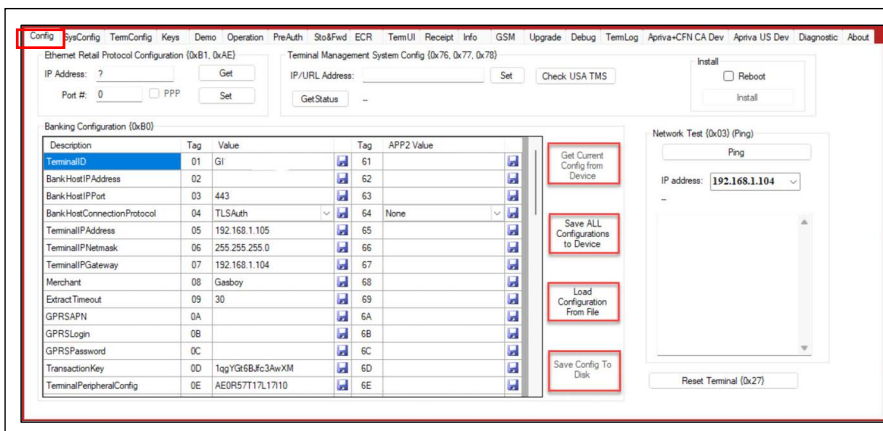 Config SysConfig TermConfig Keys Demo Operation PreAuth Sto&Fwd ECR TermUI Receipt Info GSM Upgrade Debug TermLog Apriva+CFN CA Dev Apriva US Dev Diagnostic About
Ethernet Retail Protocol Configuration (0xB1, 0xAE)
IP Address: ? Get
Port #: 0 PPP Set
Terminal Management System Config (0x76, 0x77, 0x78)
IP/URL Address: Set Check USA TMS
GetStatus --
Install
Reboot
Install
Banking Configuration (0xB0)
Description Tag Value Tag APP2 Value
TerminalID 01 GI 61
BankHostIPAddress 02 62
BankHostIPPort 03 443 63
BankHostConnectionProtocol 04 TLSAuth 64 None
TerminalIPAddress 05 192.168.1.105 65
TerminalIPNetmask 06 255.255.255.0 66
TerminalIPGateway 07 192.168.1.104 67
Merchant 08 Gasboy 68
ExtractTimeout 09 30 69
GPRSAPN 0A 6A
GPRSLogin 0B 6B
GPRSPassword 0C 6C
TransactionKey 0D 6D
TerminalPeripheralConfig 0E AE0R57T17L17I10 6E
Get Current
Config from
Device
Save ALL
Configurations
to Device
Load
Configuration
From File
Save Config To
Disk
Network Test (0x03) (Ping)
Ping
IP address: 192.168.1.104
--
Reset Terminal (0x27)